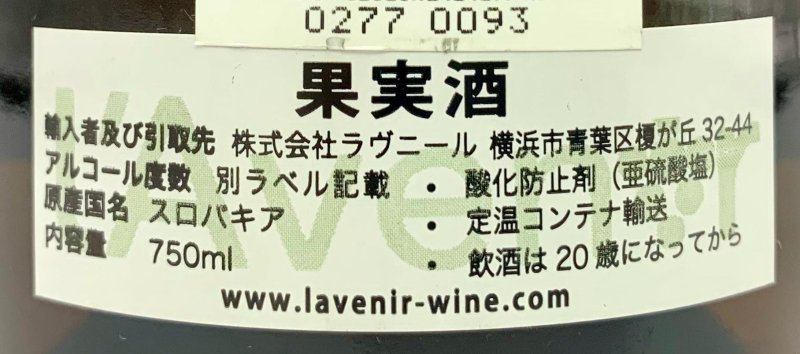 0277 0093
果実酒
輸入者及び引取先 株式会社ラヴニール 横浜市青葉区榎が丘 32-44
アルコール度数 別ラベル記載 ・ 酸化防止剤（亜硫酸塩）
原産国名 スロバキア ・ 定温コンテナ輸送
内容量 750ml ・ 飲酒は20歳になってから
www.lavenir-wine.com
L'Avenir